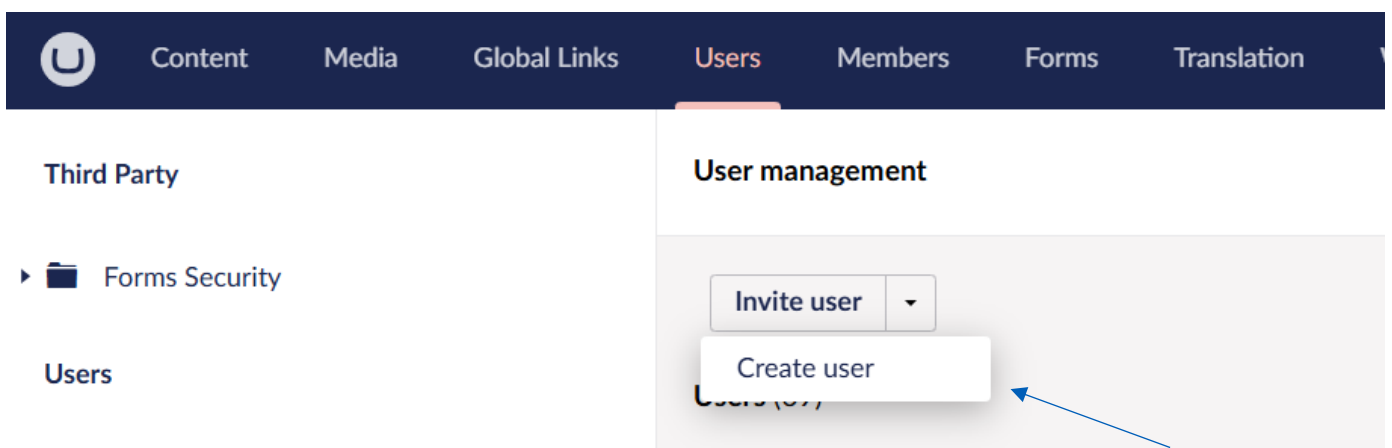 Content Media Global Links Users Members Forms Translation
Third Party
User management
Forms Security
Invite user
Create user
Users